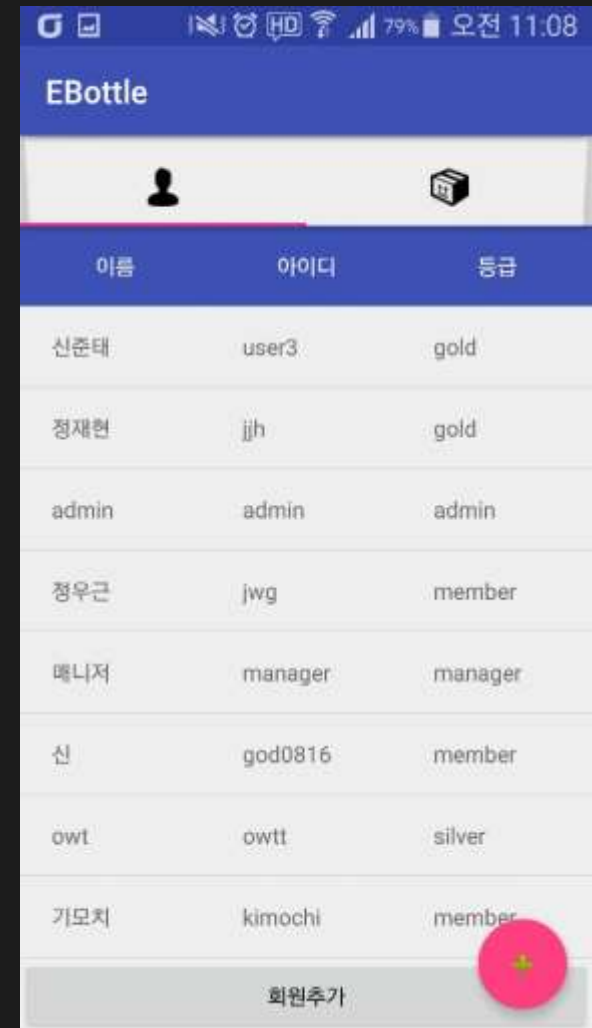 HD 79% 오전 11:08
EBottle
이름 아이디 등급
신준태 user3 gold
정재현 jjh gold
admin admin admin
정우근 jwg member
매니저 manager manager
신 god0816 member
owt owtt silver
기모치 kimochi member
회원추가